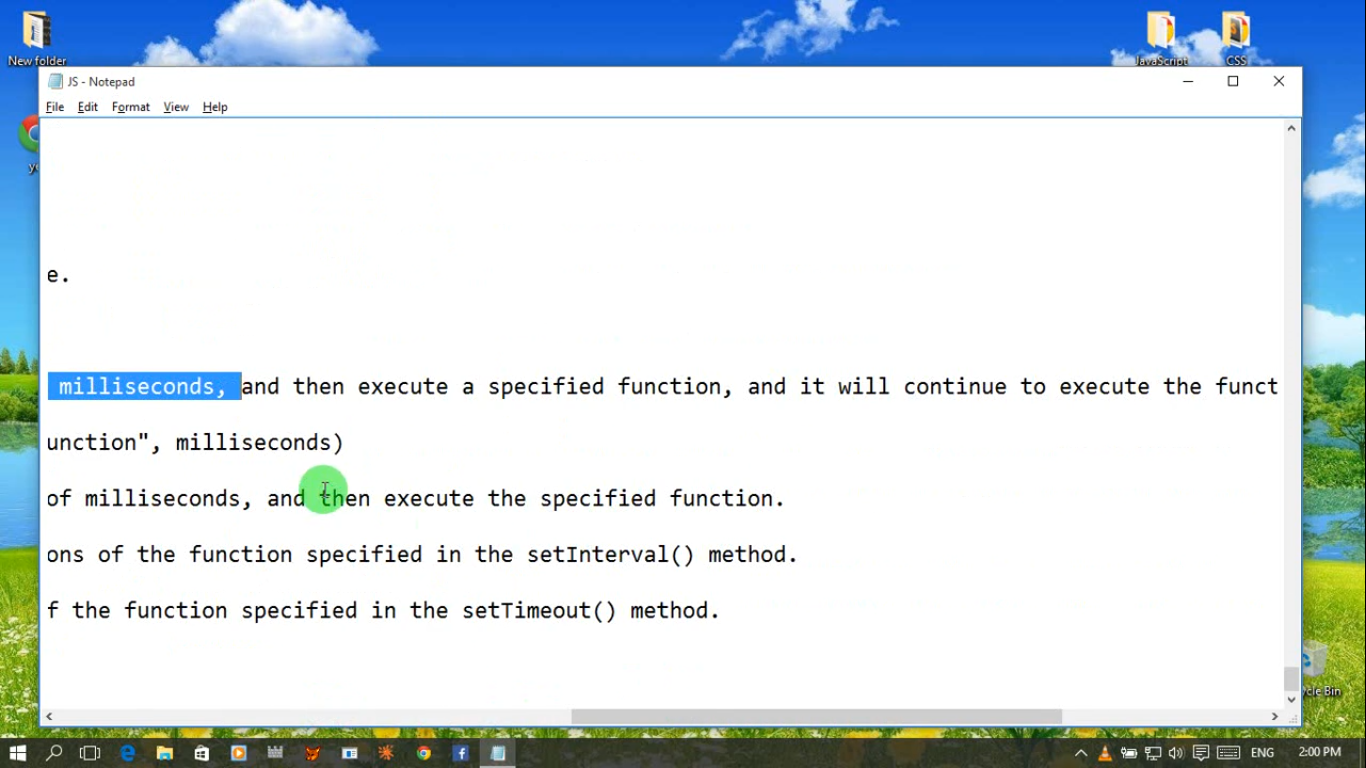 New folder
JavaScript
CSS
JS - Notepad
File Edit Format View Help
e.
milliseconds, and then execute a specified function, and it will continue to execute the funct
unction", milliseconds)
of milliseconds, and then execute the specified function.
ons of the function specified in the setInterval() method.
f the function specified in the setTimeout() method.
ycle Bin
ENG
2:00 PM